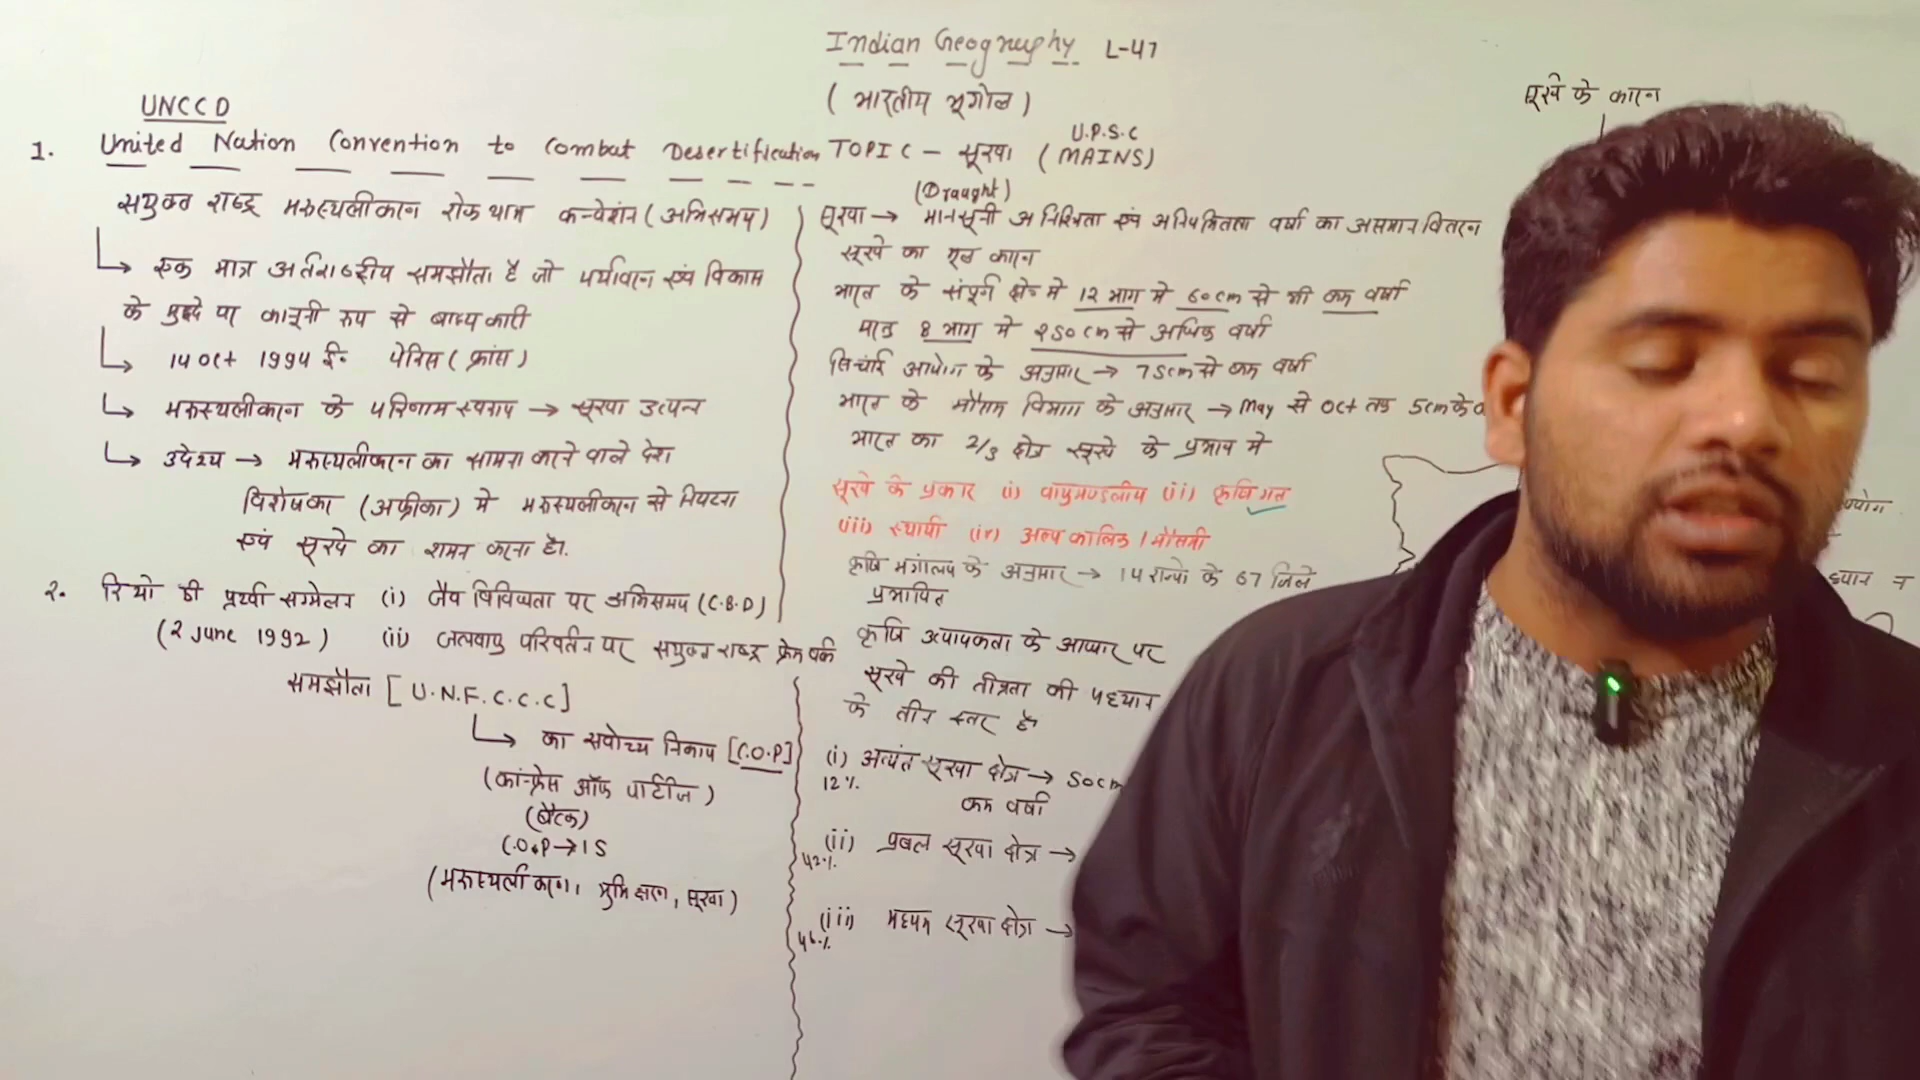 Indian Geography L-47
(भारतीय भूगोल)
TOPIC - सूखा (U.P.S.C MAINS)
(Draught)
UNCCD
1. United Nation Convention to Combat Desertification
संयुक्त राष्ट्र मरुस्थलीकरण रोकथाम कन्वेशन (अभिसमय)
एक मात्र अर्तराष्ट्रीय समझौता है जो पर्यावरण एवं विकास
के मुद्दे पर कानूनी रुप से बाध्यकारी
14 Oct 1994 ई० पेरिस (फ्रांस)
मरुस्थलीकरण के परिणाम स्वरूप → सूखा उत्पन्न
उदेश्य → मरुस्थलीकरण का सामना करने वाले देश
विशेषकर (अफ्रीका) में मरुस्थलीकरण से निपटना
एवं सूखे का शमन करना है।
2. रियो डी पृथ्वी सम्मेलन (i) जैव विविधता पर अभिसमय (C.B.D)
(2 June 1992) (ii) जलवायु परिवर्तन पर संयुक्त राष्ट्र फ्रेमवर्क
समझौता [U.N.F.C.C.C]
का सर्वोच्च निकाय [C.O.P]
(कांन्फ्रेस ऑफ पार्टीज)
(बैठक)
C.O.P → 15
(मरुस्थलीकरण, भूमि क्षरण, सूखा)
सूखा → मानसूनी अनिश्चिता एवं अनियमितता वर्षा का असमान वितरण
सूखे का मूल कारण
भारत के संपूर्ण क्षेत्र में 12 भाग में 60cm से भी कम वर्षा
मात्र 8 भाग में 250cm से अधिक वर्षा
सिंचाई आयोग के अनुसार → 75cm से कम वर्षा
भारत के मौसम विभाग के अनुसार → May से Oct तक 5cm के
भारत का 2/3 क्षेत्र सूखे के प्रभाव में
सूखे के प्रकार (i) वायुमण्डलीय (ii) कृषिगत
(iii) स्थायी (iv) अल्पकालिक / मौसमी
कृषि मंत्रालय के अनुसार → 14 राज्यों के 67 जिले
प्रभावित
कृषि व्यापकता के आधार पर
सूखे की तीव्रता की पहचान
के तीन स्तर है
(i) अत्यंत सूखा क्षेत्र → 50cm
12% कम वर्षा
(ii) प्रबल सूखा क्षेत्र →
42%
(iii) मध्यम सूखा क्षेत्र →
46%
सूखे के कारण